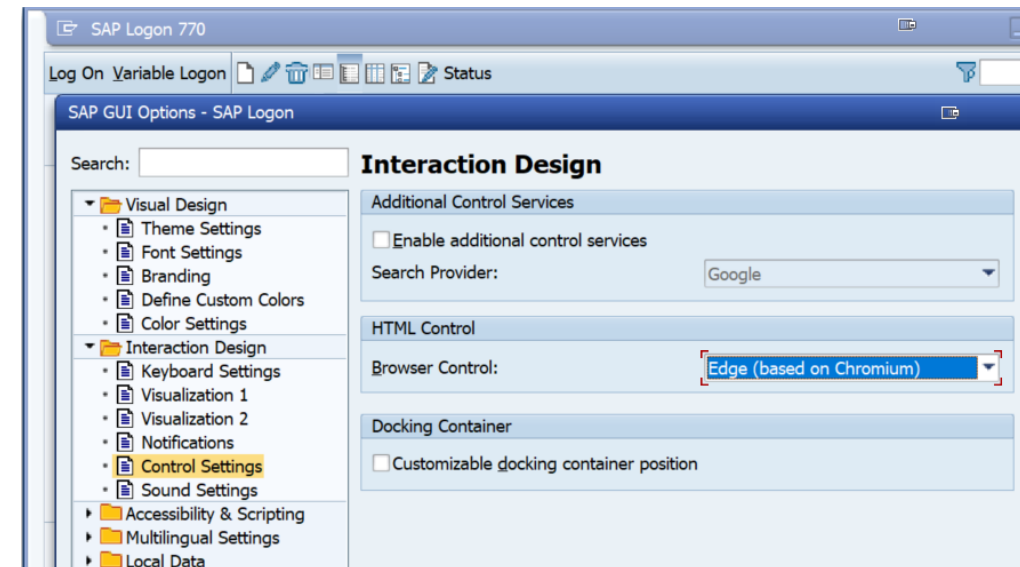 SAP Logon 770
Log On Variable Logon Status
SAP GUI Options - SAP Logon
Search:
Visual Design
Theme Settings
Font Settings
Branding
Define Custom Colors
Color Settings
Interaction Design
Keyboard Settings
Visualization 1
Visualization 2
Notifications
Control Settings
Sound Settings
Accessibility & Scripting
Multilingual Settings
Local Data
Interaction Design
Additional Control Services
Enable additional control services
Search Provider: Google
HTML Control
Browser Control: Edge (based on Chromium)
Docking Container
Customizable docking container position